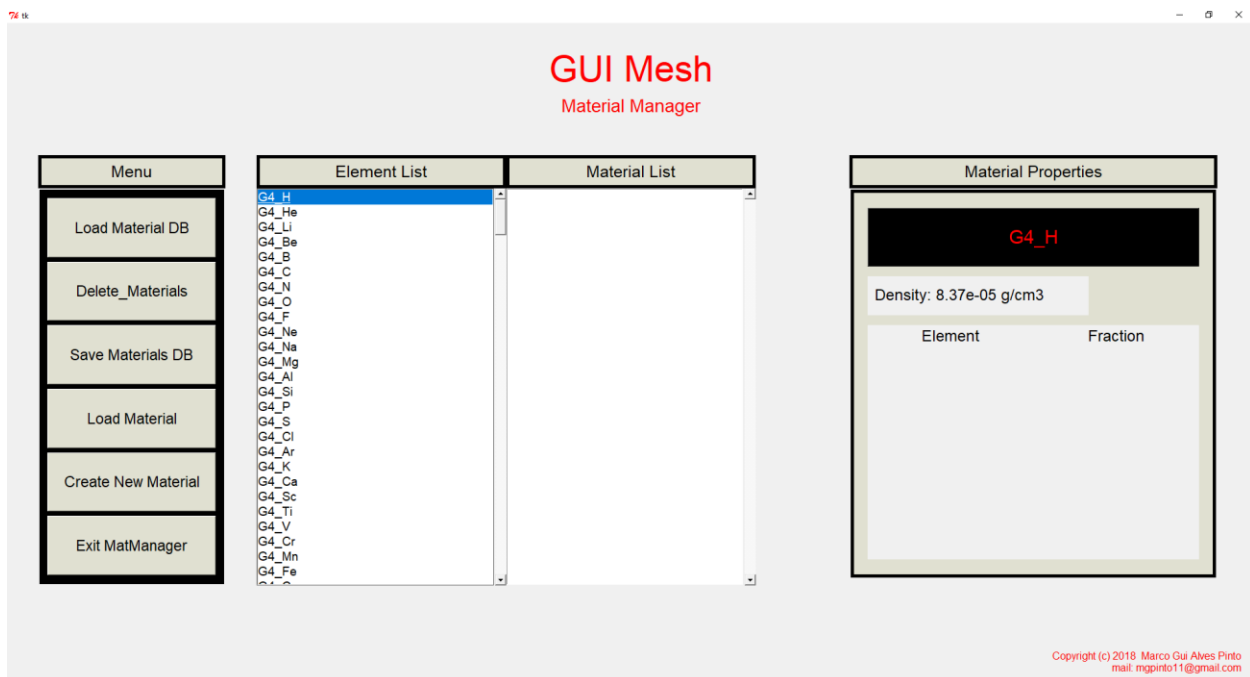 tk
GUI Mesh
Material Manager
Menu
Load Material DB
Delete_Materials
Save Materials DB
Load Material
Create New Material
Exit MatManager
Element List
Material List
G4_H
G4_He
G4_Li
G4_Be
G4_B
G4_C
G4_N
G4_O
G4_F
G4_Ne
G4_Na
G4_Mg
G4_Al
G4_Si
G4_P
G4_S
G4_Cl
G4_Ar
G4_K
G4_Ca
G4_Sc
G4_Ti
G4_V
G4_Cr
G4_Mn
G4_Fe
Material Properties
G4_H
Density: 8.37e-05 g/cm3
Element Fraction
Copyright (c) 2018 Marco Gui Alves Pinto
mail: mgpinto11@gmail.com